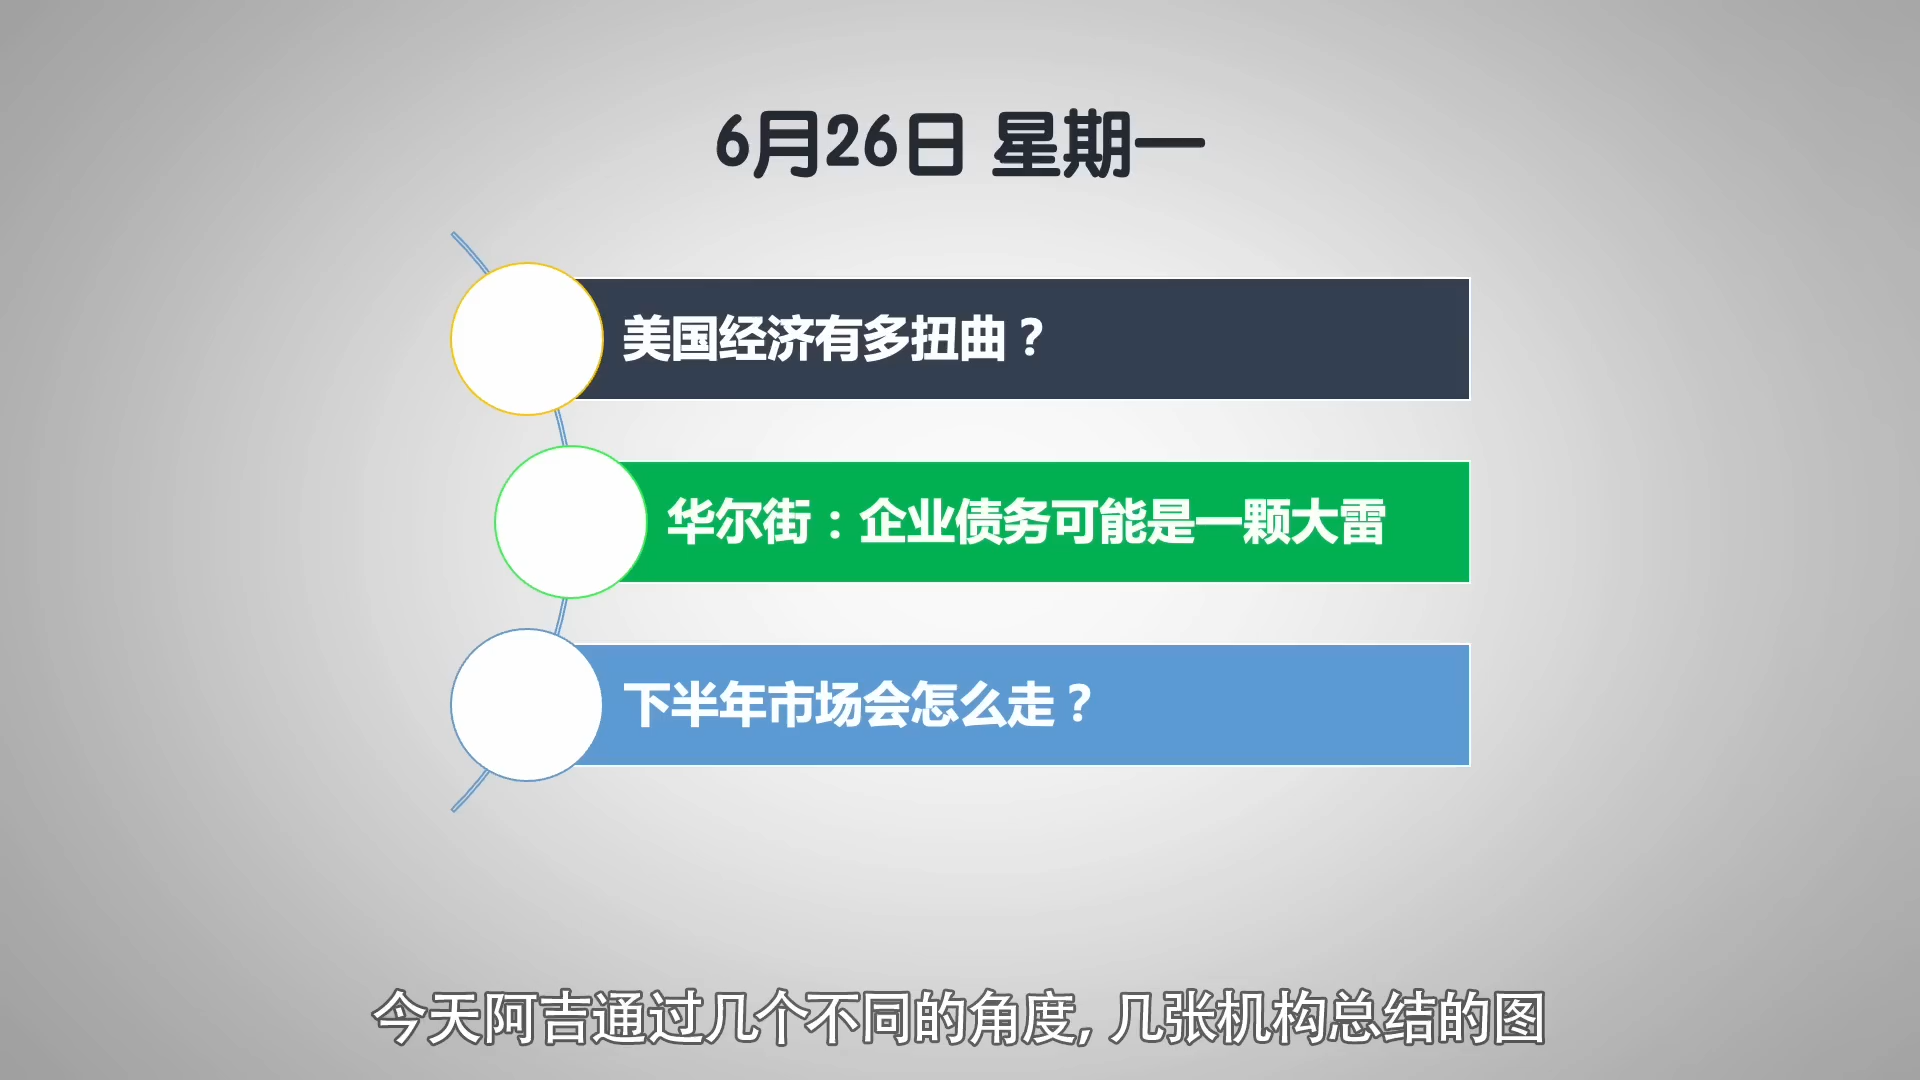 6月26日 星期一
美国经济有多扭曲？
华尔街：企业债务可能是一颗大雷
下半年市场会怎么走？
今天阿吉通过几个不同的角度, 几张机构总结的图